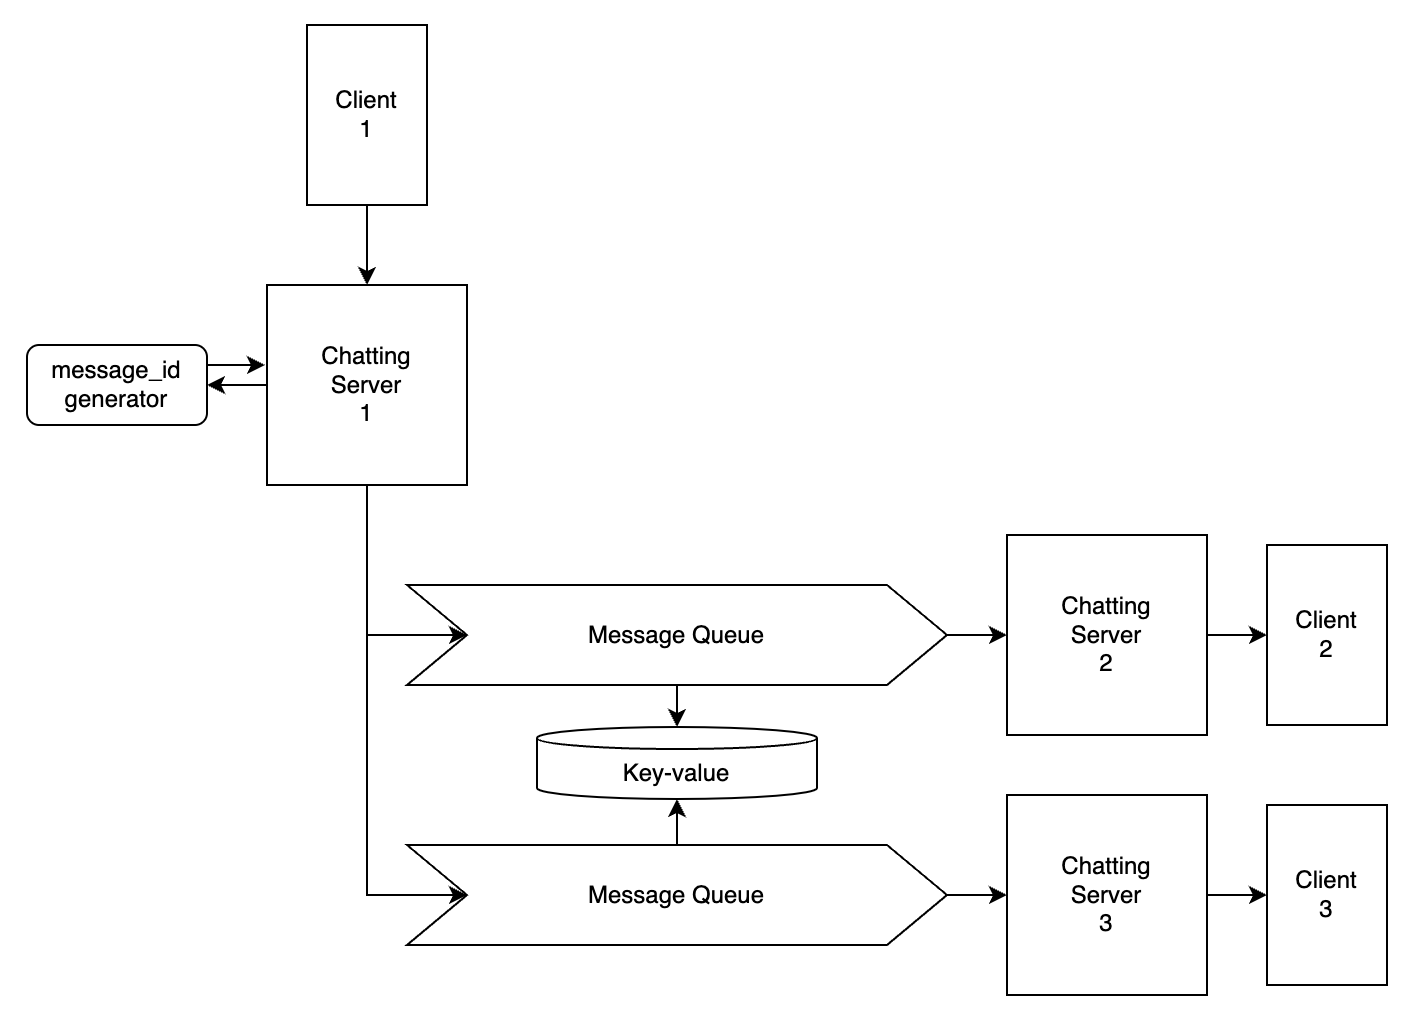 Client
1
message_id
generator
Chatting
Server
1
Message Queue
Chatting
Server
2
Client
2
Key-value
Message Queue
Chatting
Server
3
Client
3